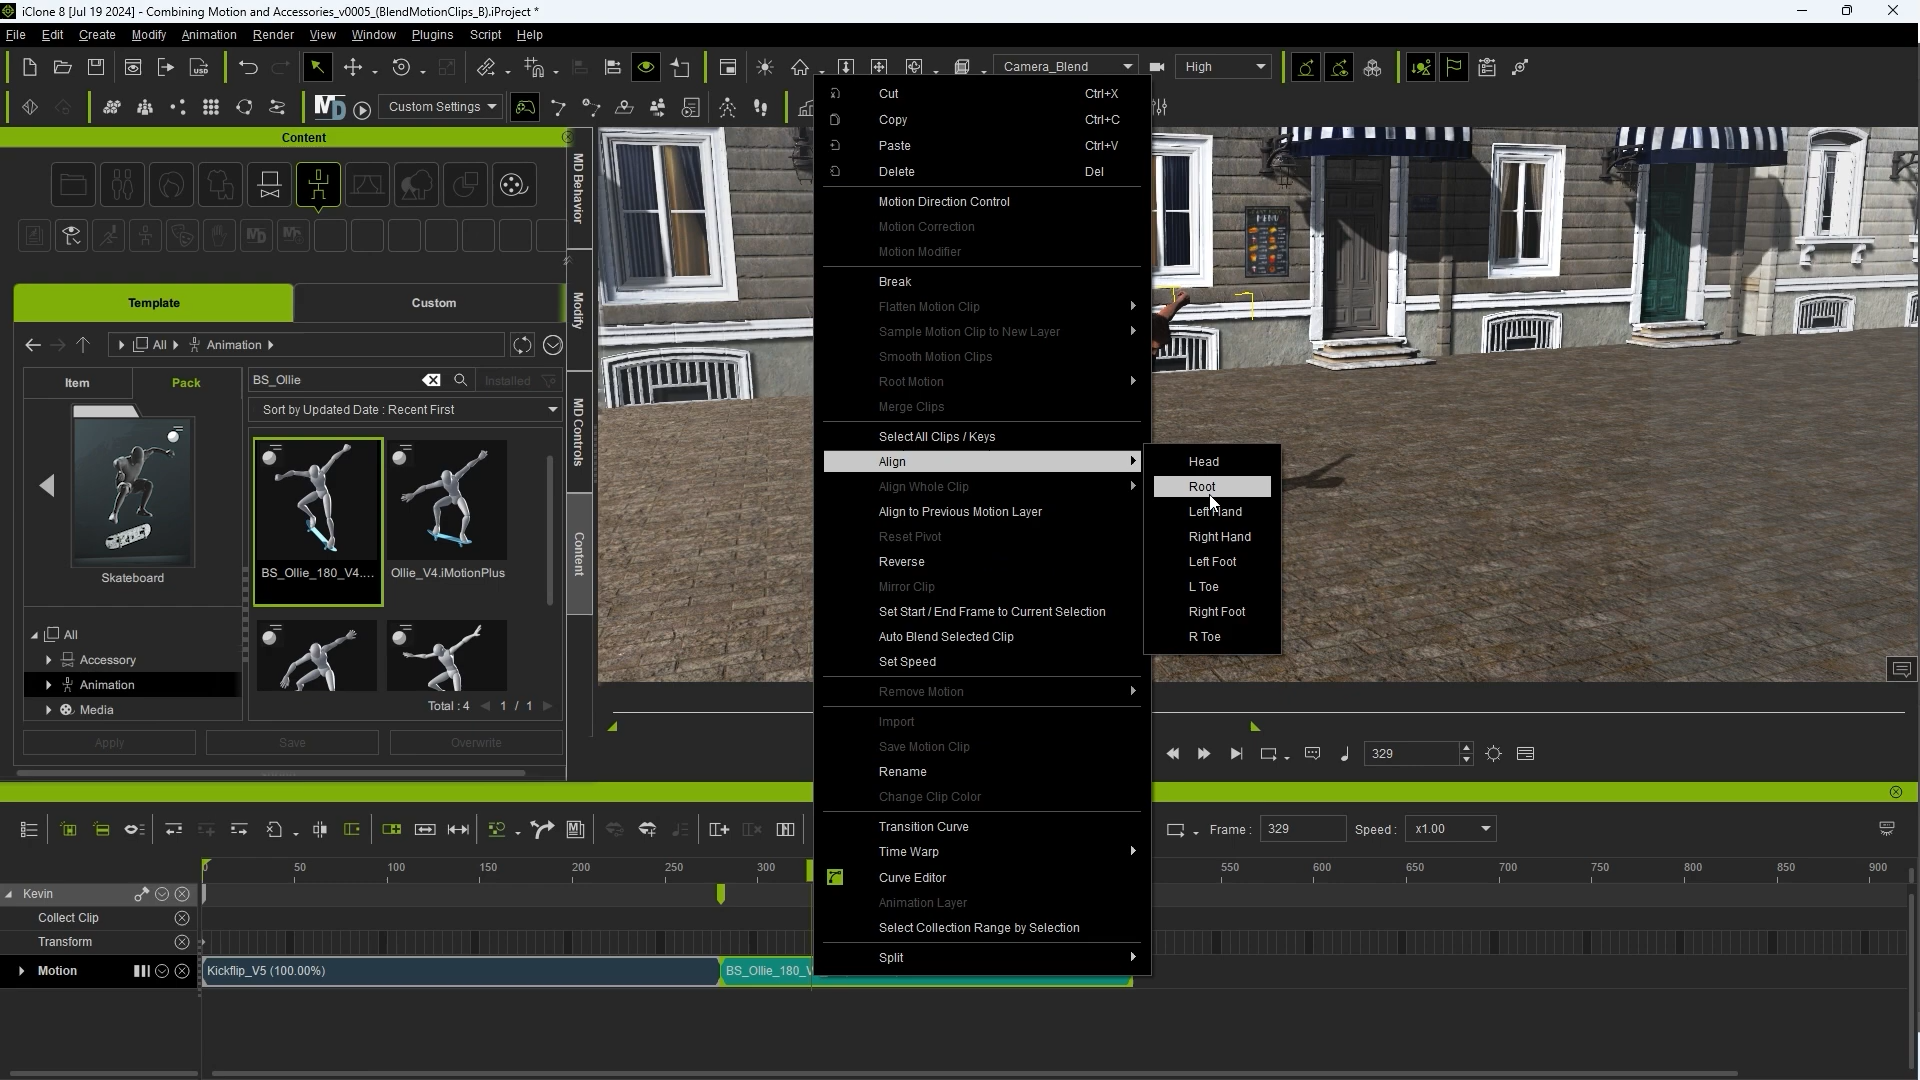 iClone 8 [Jul 19 2024] - Combining Motion and Accessories_v0005_(BlendMotionClips_B).iProject *
File Edit Create Modify Animation Render View Window Plugins Script Help
Camera_Blend High
Custom Settings
Content
MD Behavior
Modify
MD Controls
Content
Template Custom
All Animation
Item Pack
BS_Ollie Installed
Sort by Updated Date : Recent First
Skateboard
BS_Ollie_180_V4.... Ollie_V4.iMotionPlus
All
Accessory
Animation
Media
Total : 4 1 / 1
Apply Save Overwrite
Cut Ctrl+X
Copy Ctrl+C
Paste Ctrl+V
Delete Del
Motion Direction Control
Motion Correction
Motion Modifier
Break
Flatten Motion Clip
Sample Motion Clip to New Layer
Smooth Motion Clips
Root Motion
Merge Clips
Select All Clips / Keys
Align
Align Whole Clip
Align to Previous Motion Layer
Reset Pivot
Reverse
Mirror Clip
Set Start / End Frame to Current Selection
Auto Blend Selected Clip
Set Speed
Remove Motion
Import
Save Motion Clip
Rename
Change Clip Color
Transition Curve
Time Warp
Curve Editor
Animation Layer
Select Collection Range by Selection
Split
Head
Root
Left Hand
Right Hand
Left Foot
L Toe
Right Foot
R Toe
MENU
329
Frame : 329 Speed : x1.00
0 50 100 150 200 250 300 550 600 650 700 750 800 850 900
Kevin
Collect Clip
Transform
Motion
Kickflip_V5 (100.00%) BS_Ollie_180_V